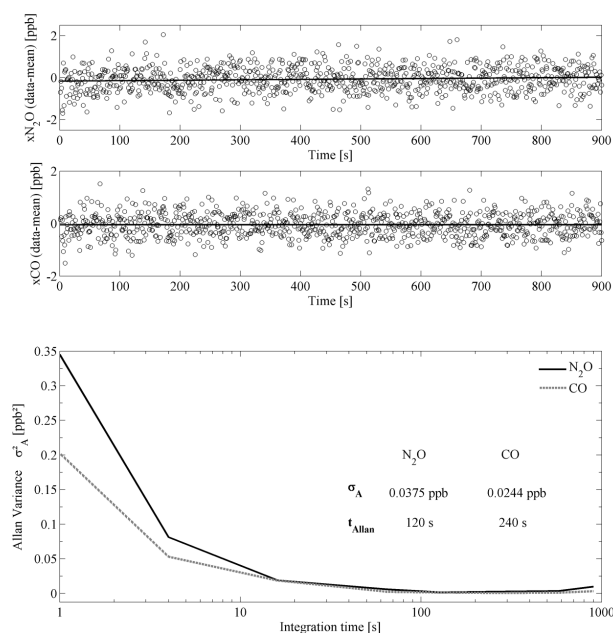 xN₂O (data-mean) [ppb]
2
0
-2
0 100 200 300 400 500 600 700 800 900
Time [s]
xCO (data-mean) [ppb]
2
0
-2
0 100 200 300 400 500 600 700 800 900
Time [s]
Allan Variance σ²A [ppb²]
0.35
0.3
0.25
0.2
0.15
0.1
0.05
0
1 10 100 1000
Integration time [s]
N₂O
CO
N₂O CO
σA 0.0375 ppb 0.0244 ppb
tAllan 120 s 240 s